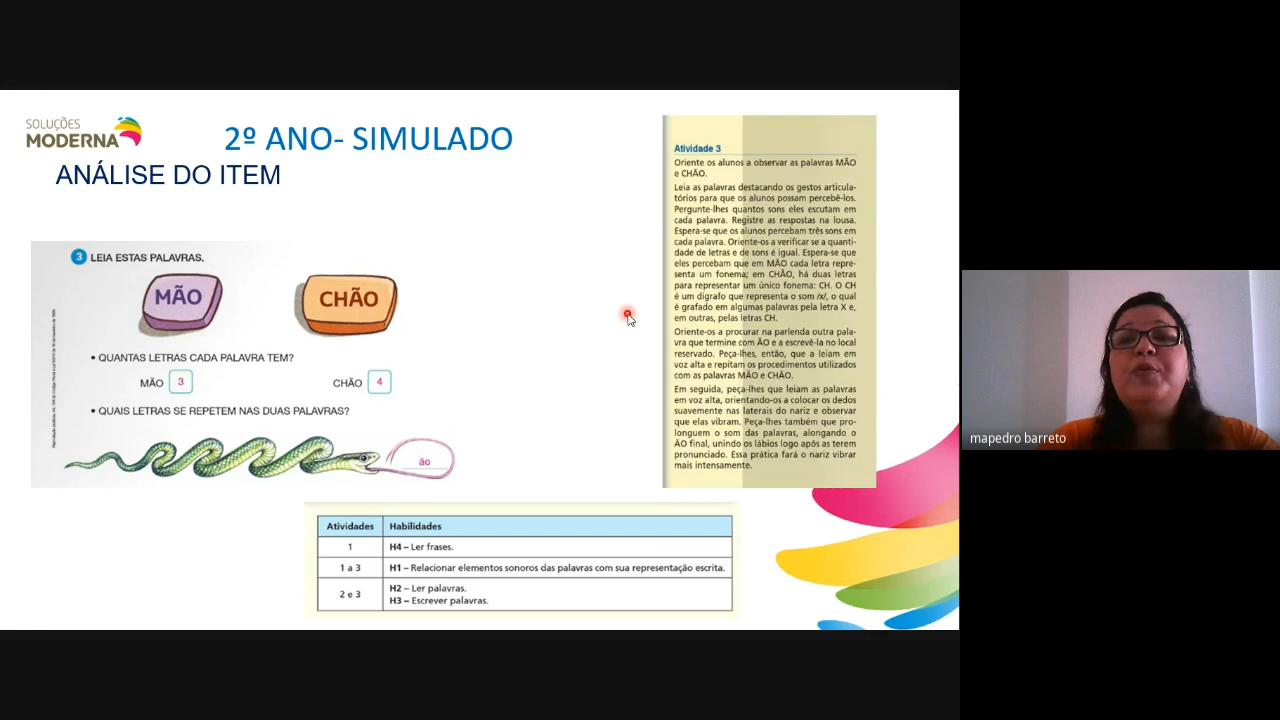 SOLUÇÕES
MODERNA
2º ANO- SIMULADO
ANÁLISE DO ITEM
3 LEIA ESTAS PALAVRAS.
MÃO
CHÃO
• QUANTAS LETRAS CADA PALAVRA TEM?
MÃO 3
CHÃO 4
• QUAIS LETRAS SE REPETEM NAS DUAS PALAVRAS?
ão
Atividade 3
Oriente os alunos a observar as palavras MÃO
e CHÃO.
Leia as palavras destacando os gestos articula-
tórios para que os alunos possam percebê-los.
Pergunte-lhes quantos sons eles escutam em
cada palavra. Registre as respostas na lousa.
Espera-se que os alunos percebam três sons em
cada palavra. Oriente-os a verificar se a quanti-
dade de letras e de sons é igual. Espera-se que
eles percebam que em MÃO cada letra repre-
senta um fonema; em CHÃO, há duas letras
para representar um único fonema: CH. O CH
é um dígrafo que representa o som /x/, o qual
é grafado em algumas palavras pela letra X e,
em outras, pelas letras CH.
Oriente-os a procurar na parlenda outra pala-
vra que termine com ÃO e a escrevê-la no local
reservado. Peça-lhes, então, que a leiam em
voz alta e repitam os procedimentos utilizados
com as palavras MÃO e CHÃO.
Em seguida, peça-lhes que leiam as palavras
em voz alta, orientando-os a colocar os dedos
suavemente nas laterais do nariz e observar
que elas vibram. Peça-lhes também que pro-
longuem o som das palavras, alongando o
ÃO final, unindo os lábios logo após as terem
pronunciado. Essa prática fará o nariz vibrar
mais intensamente.
Atividades Habilidades
1 H4 – Ler frases.
1 a 3 H1 – Relacionar elementos sonoros das palavras com sua representação escrita.
2 e 3 H2 – Ler palavras.
H3 – Escrever palavras.
mapedro barreto